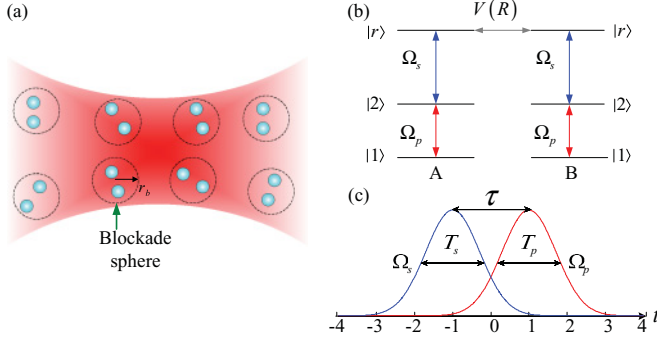 (a)
r_b
Blockade
sphere
(b)
V(R)
|r⟩ |r⟩
Ω_s Ω_s
|2⟩ |2⟩
Ω_p Ω_p
|1⟩ |1⟩
A B
(c)
τ
Ω_s T_s T_p Ω_p
-4 -3 -2 -1 0 1 2 3 4 t